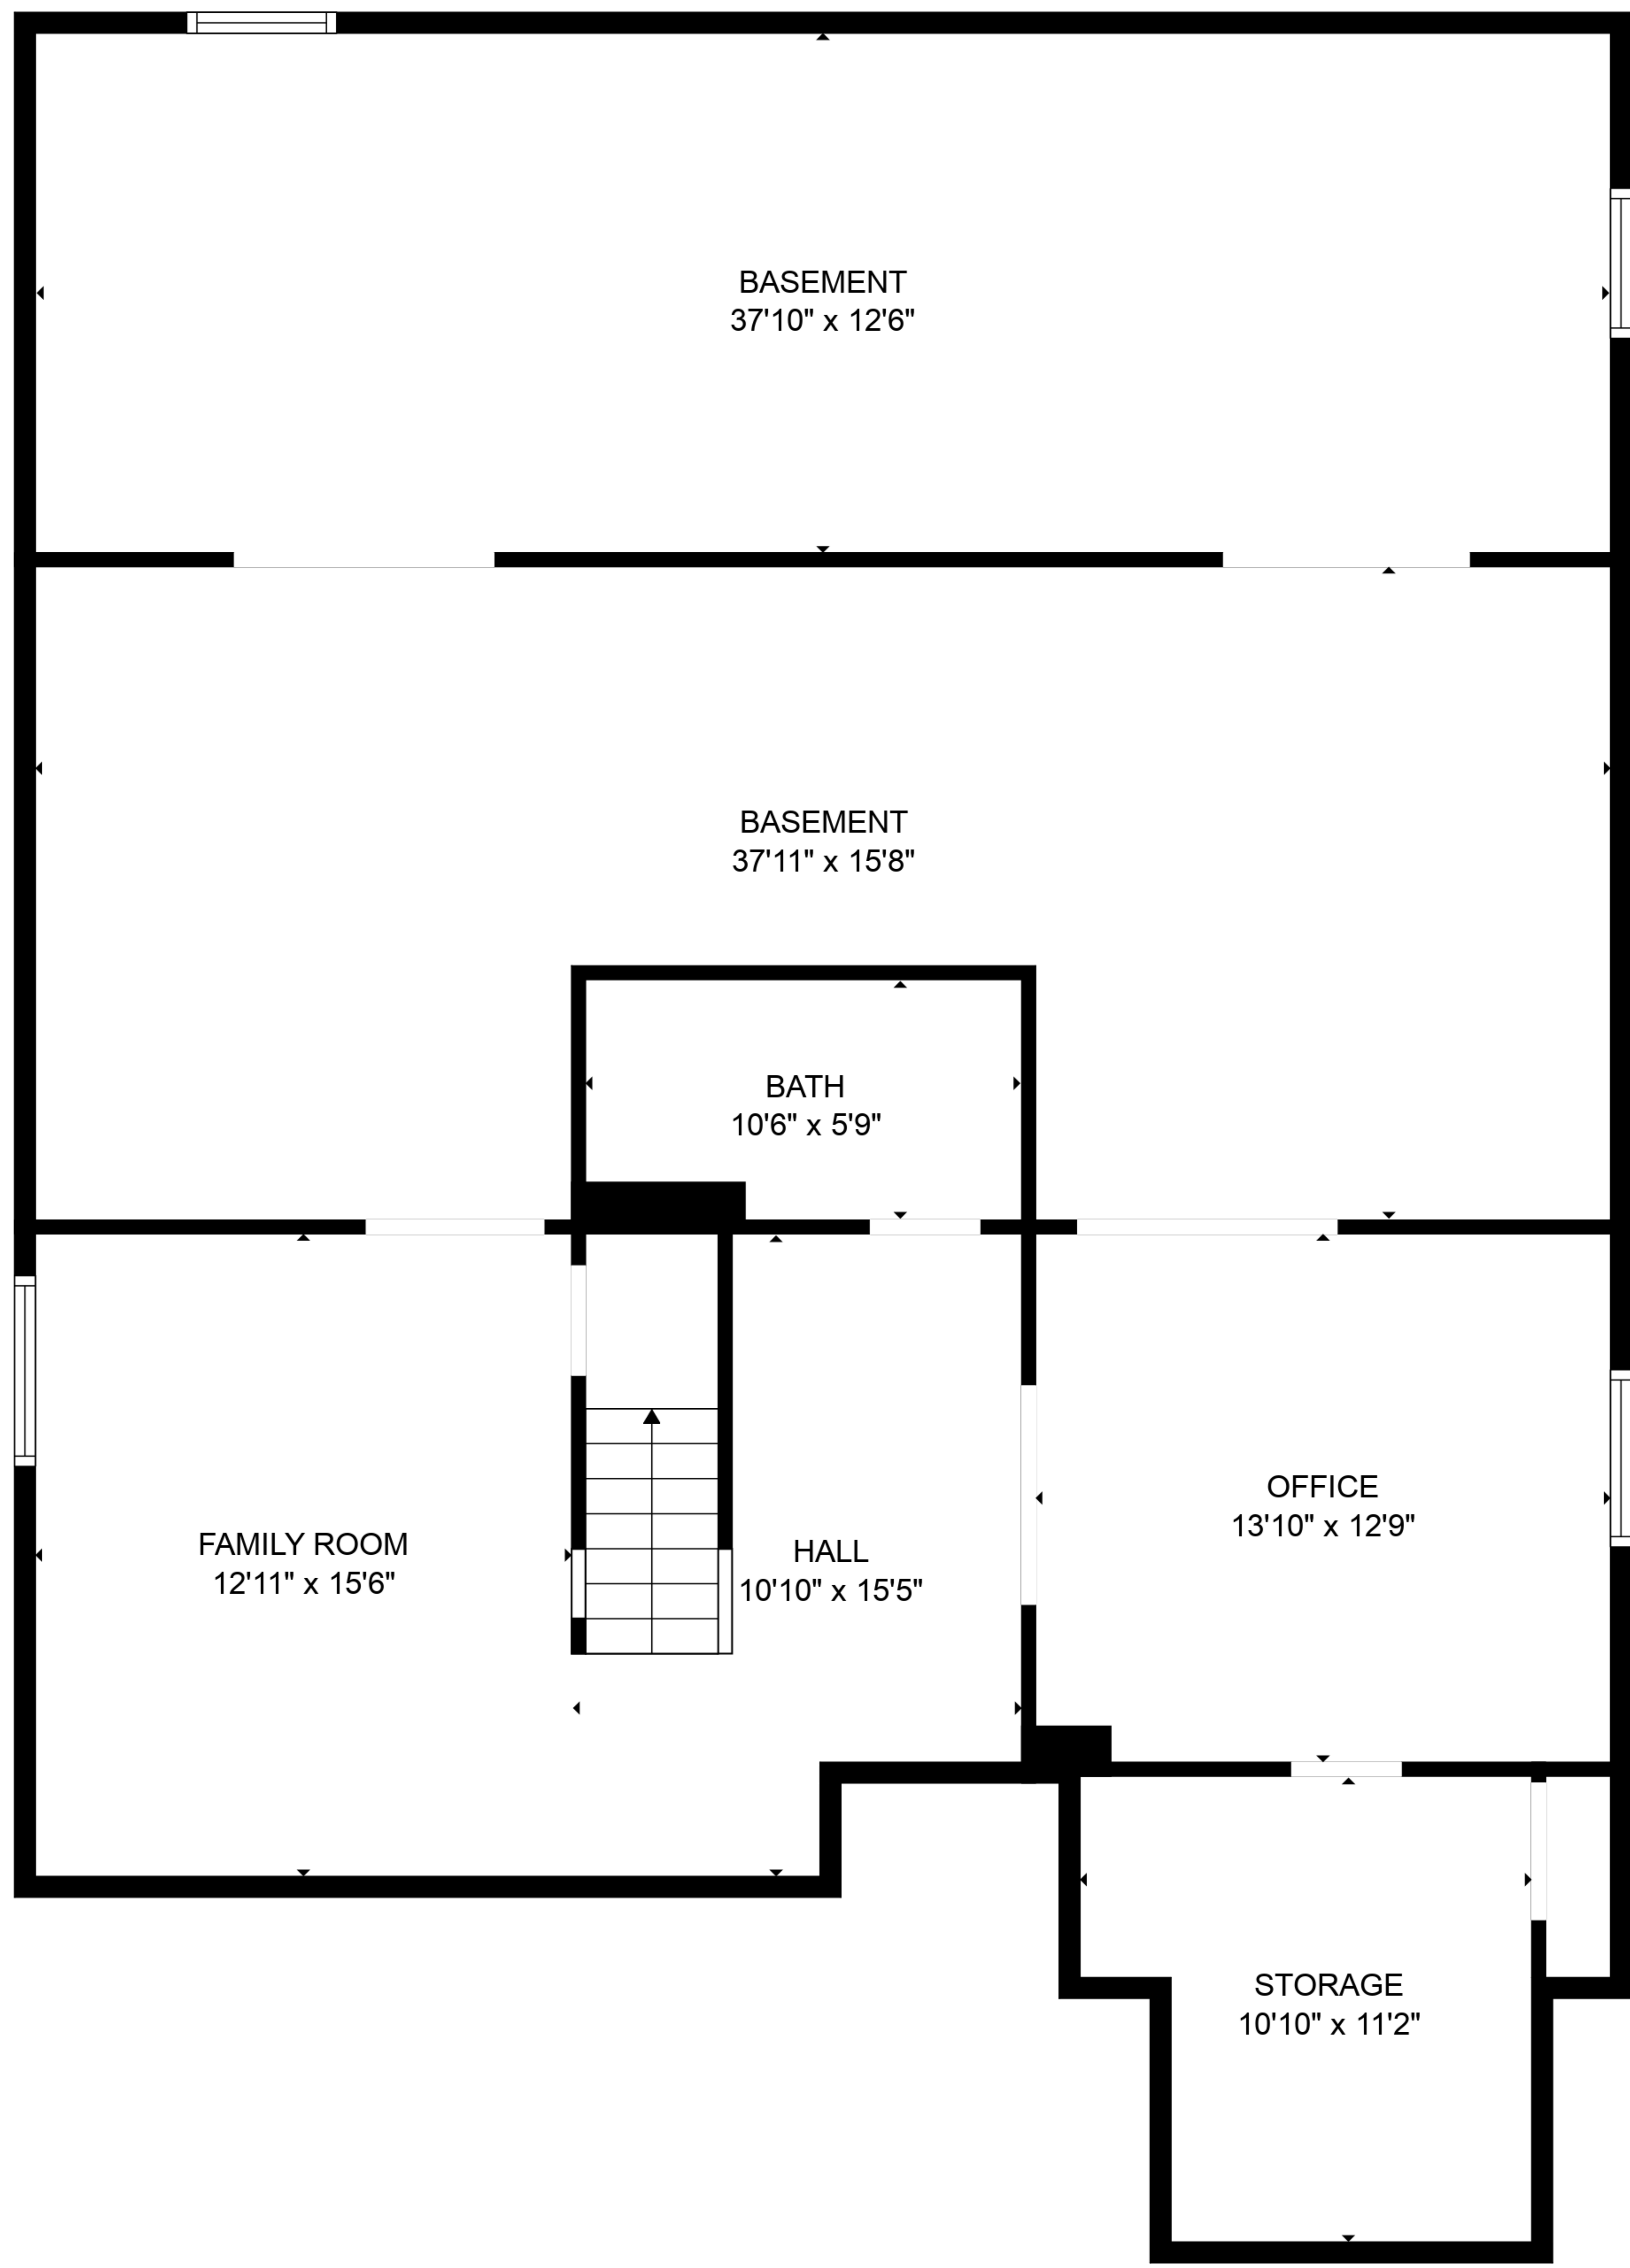 BASEMENT
37'10" x 12'6"
BASEMENT
37'11" x 15'8"
BATH
10'6" x 5'9"
OFFICE
13'10" x 12'9"
FAMILY ROOM
12'11" x 15'6"
HALL
10'10" x 15'5"
STORAGE
10'10" x 11'2"